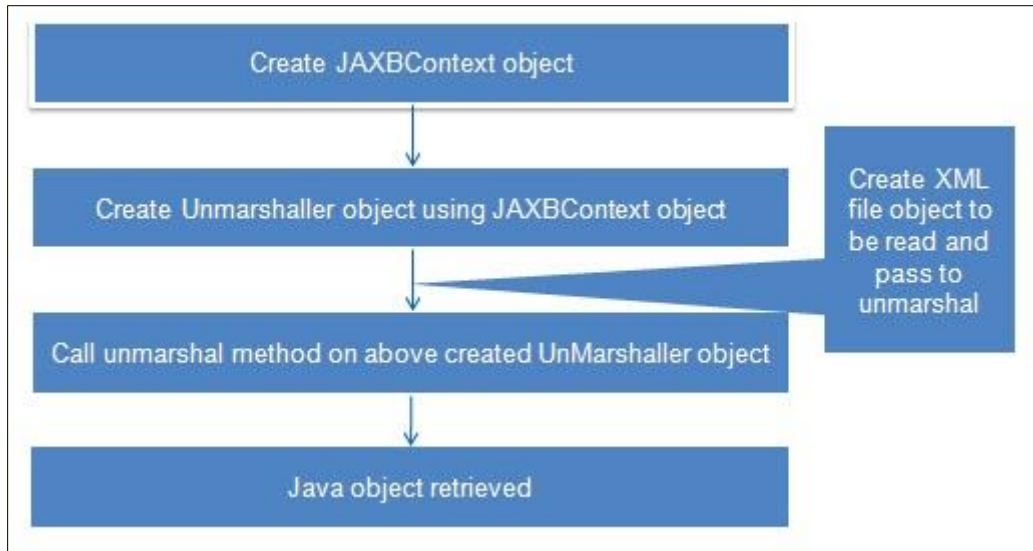 Create JAXBContext object
Create Unmarshaller object using JAXBContext object
Create XML
file object to
be read and
pass to
unmarshal
Call unmarshal method on above created UnMarshaller object
Java object retrieved